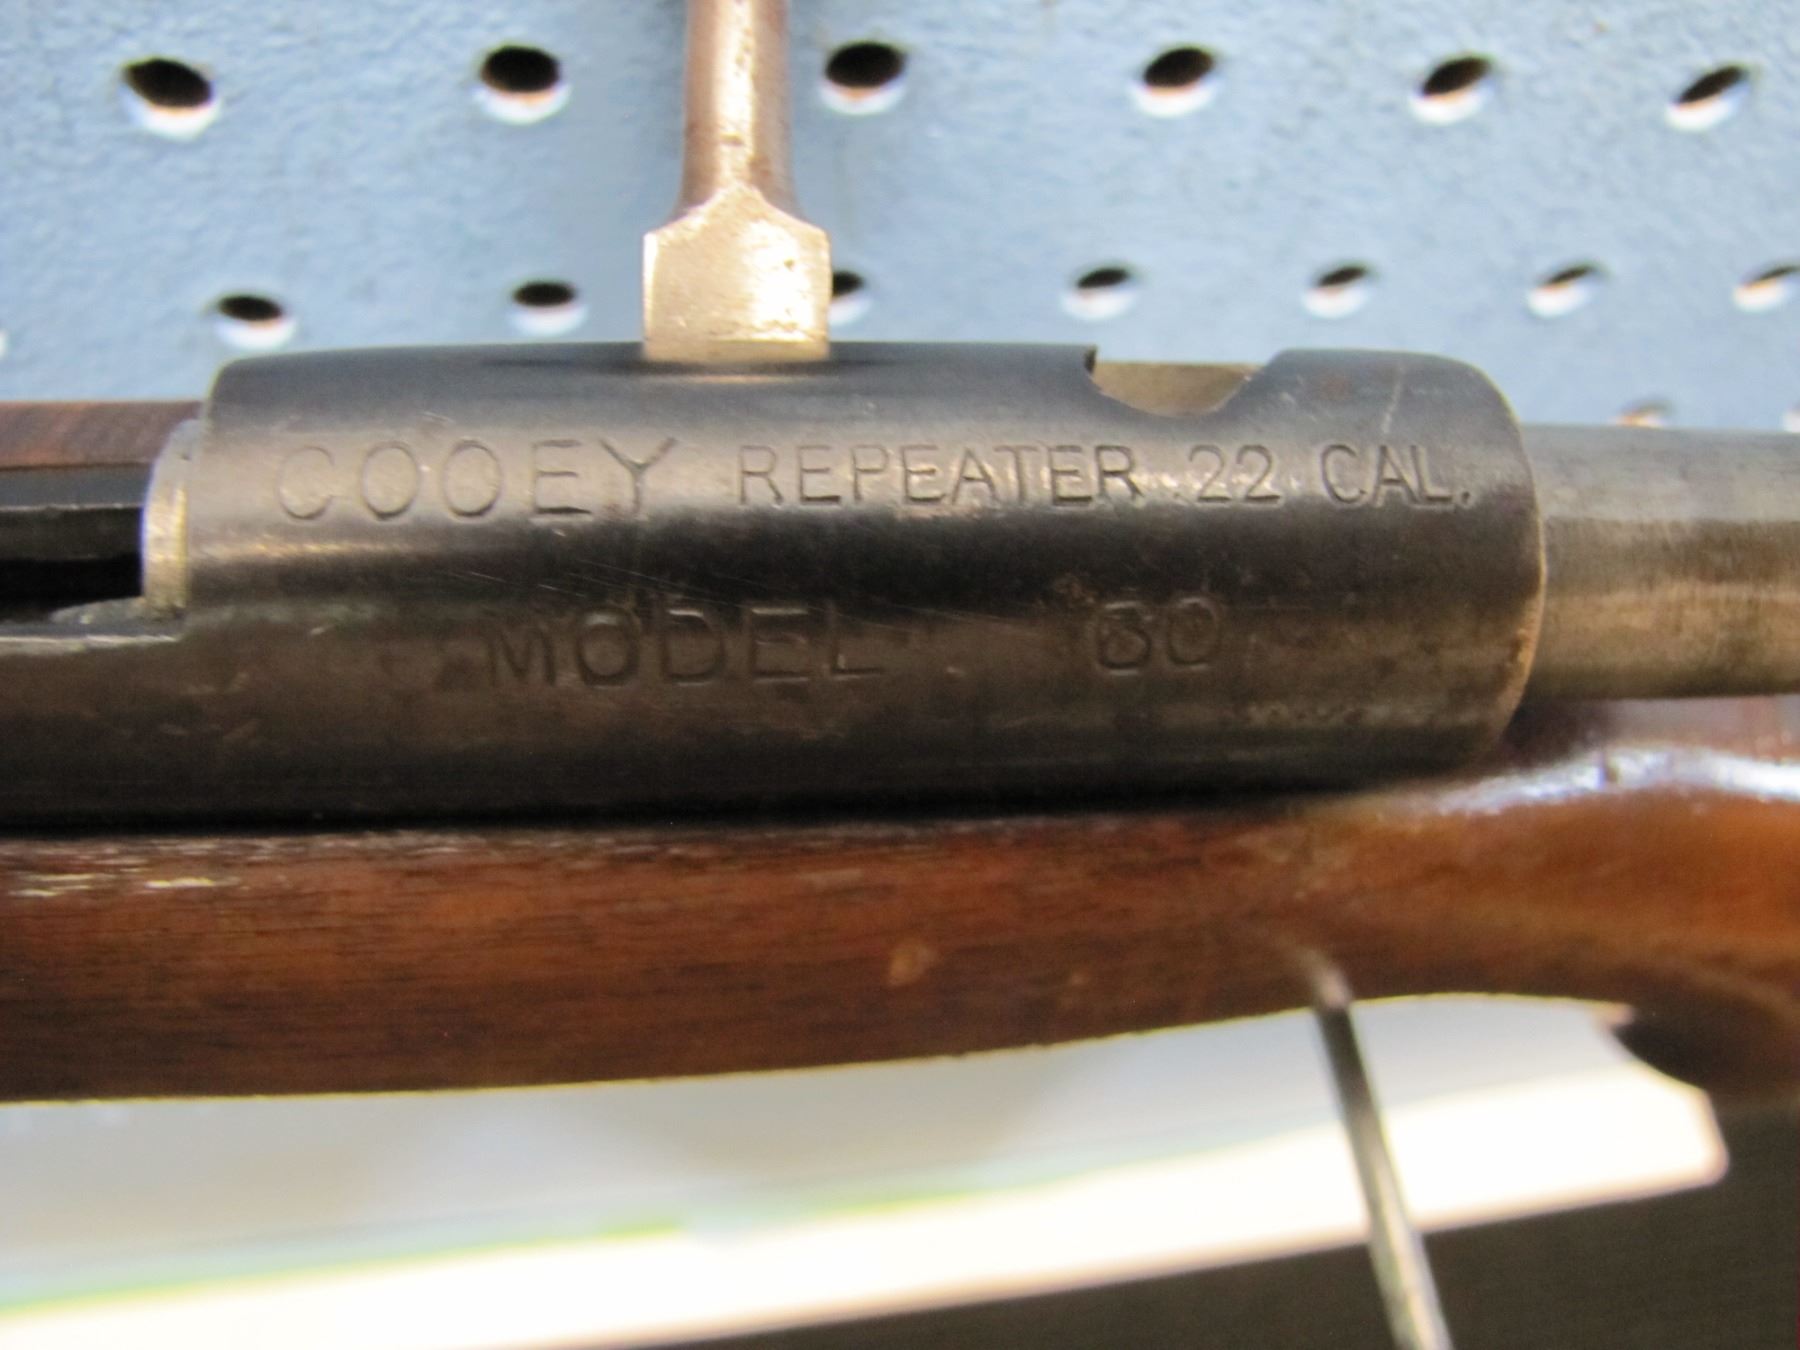 COOEY REPEATER .22 CAL.
MODEL 60